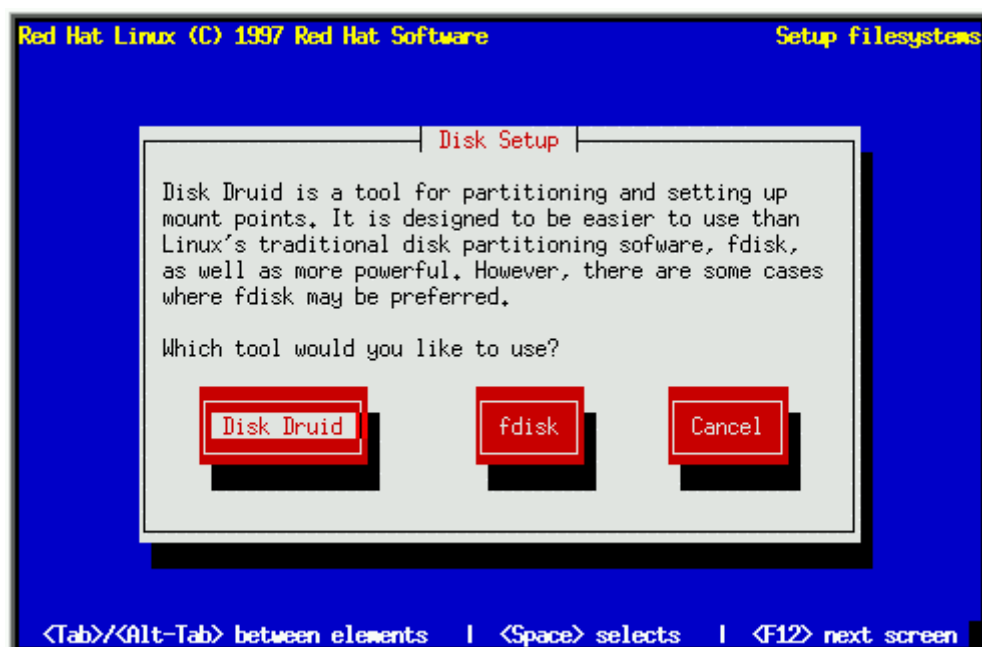 Red Hat Linux (C) 1997 Red Hat Software Setup filesystems
Disk Setup
Disk Druid is a tool for partitioning and setting up
mount points. It is designed to be easier to use than
Linux's traditional disk partitioning sofware, fdisk,
as well as more powerful. However, there are some cases
where fdisk may be preferred.
Which tool would you like to use?
Disk Druid fdisk Cancel
<Tab>/<Alt-Tab> between elements | <Space> selects | <F12> next screen